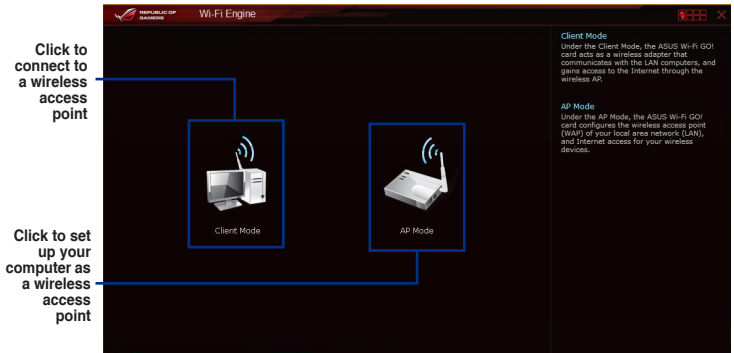 REPUBLIC OF
GAMERS
Wi-Fi Engine
Click to
connect to
a wireless
access
point
Client Mode
AP Mode
Click to set
up your
computer as
a wireless
access
point
Client Mode
Under the Client Mode, the ASUS Wi-Fi GO!
card acts as a wireless adapter that
communicates with the LAN computers, and
gains access to the Internet through the
wireless AP.
AP Mode
Under the AP Mode, the ASUS Wi-Fi GO!
card configures the wireless access point
(WAP) of your local area network (LAN),
and Internet access for your wireless
devices.